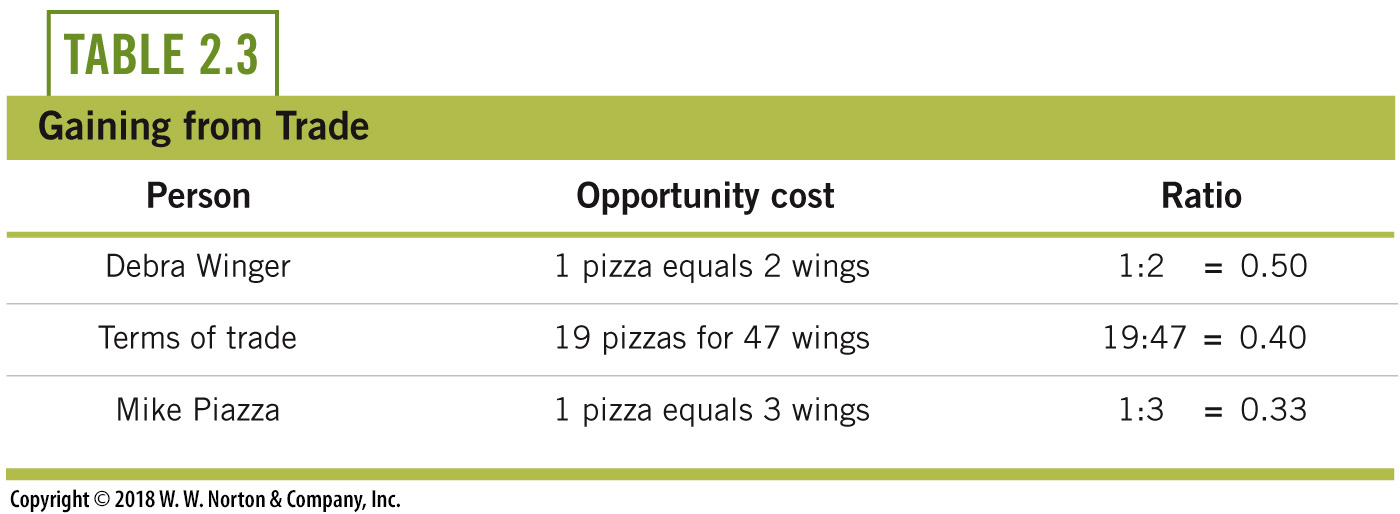 TABLE 2.3
Gaining from Trade
Person Opportunity cost Ratio
Debra Winger 1 pizza equals 2 wings 1:2 = 0.50
Terms of trade 19 pizzas for 47 wings 19:47 = 0.40
Mike Piazza 1 pizza equals 3 wings 1:3 = 0.33
Copyright © 2018 W. W. Norton & Company, Inc.